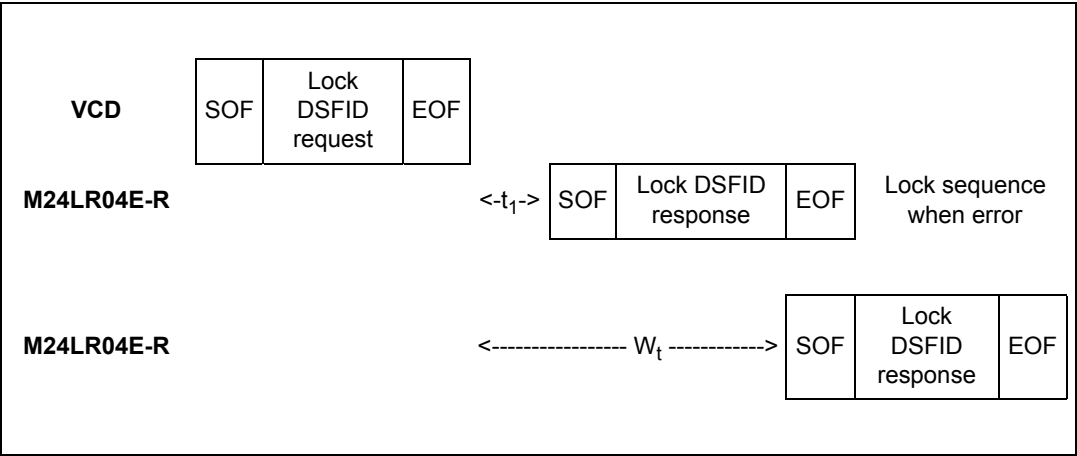 VCD SOF Lock DSFID request EOF
M24LR04E-R <-t1-> SOF Lock DSFID response EOF Lock sequence when error
M24LR04E-R <----------------- Wt ------------> SOF Lock DSFID response EOF